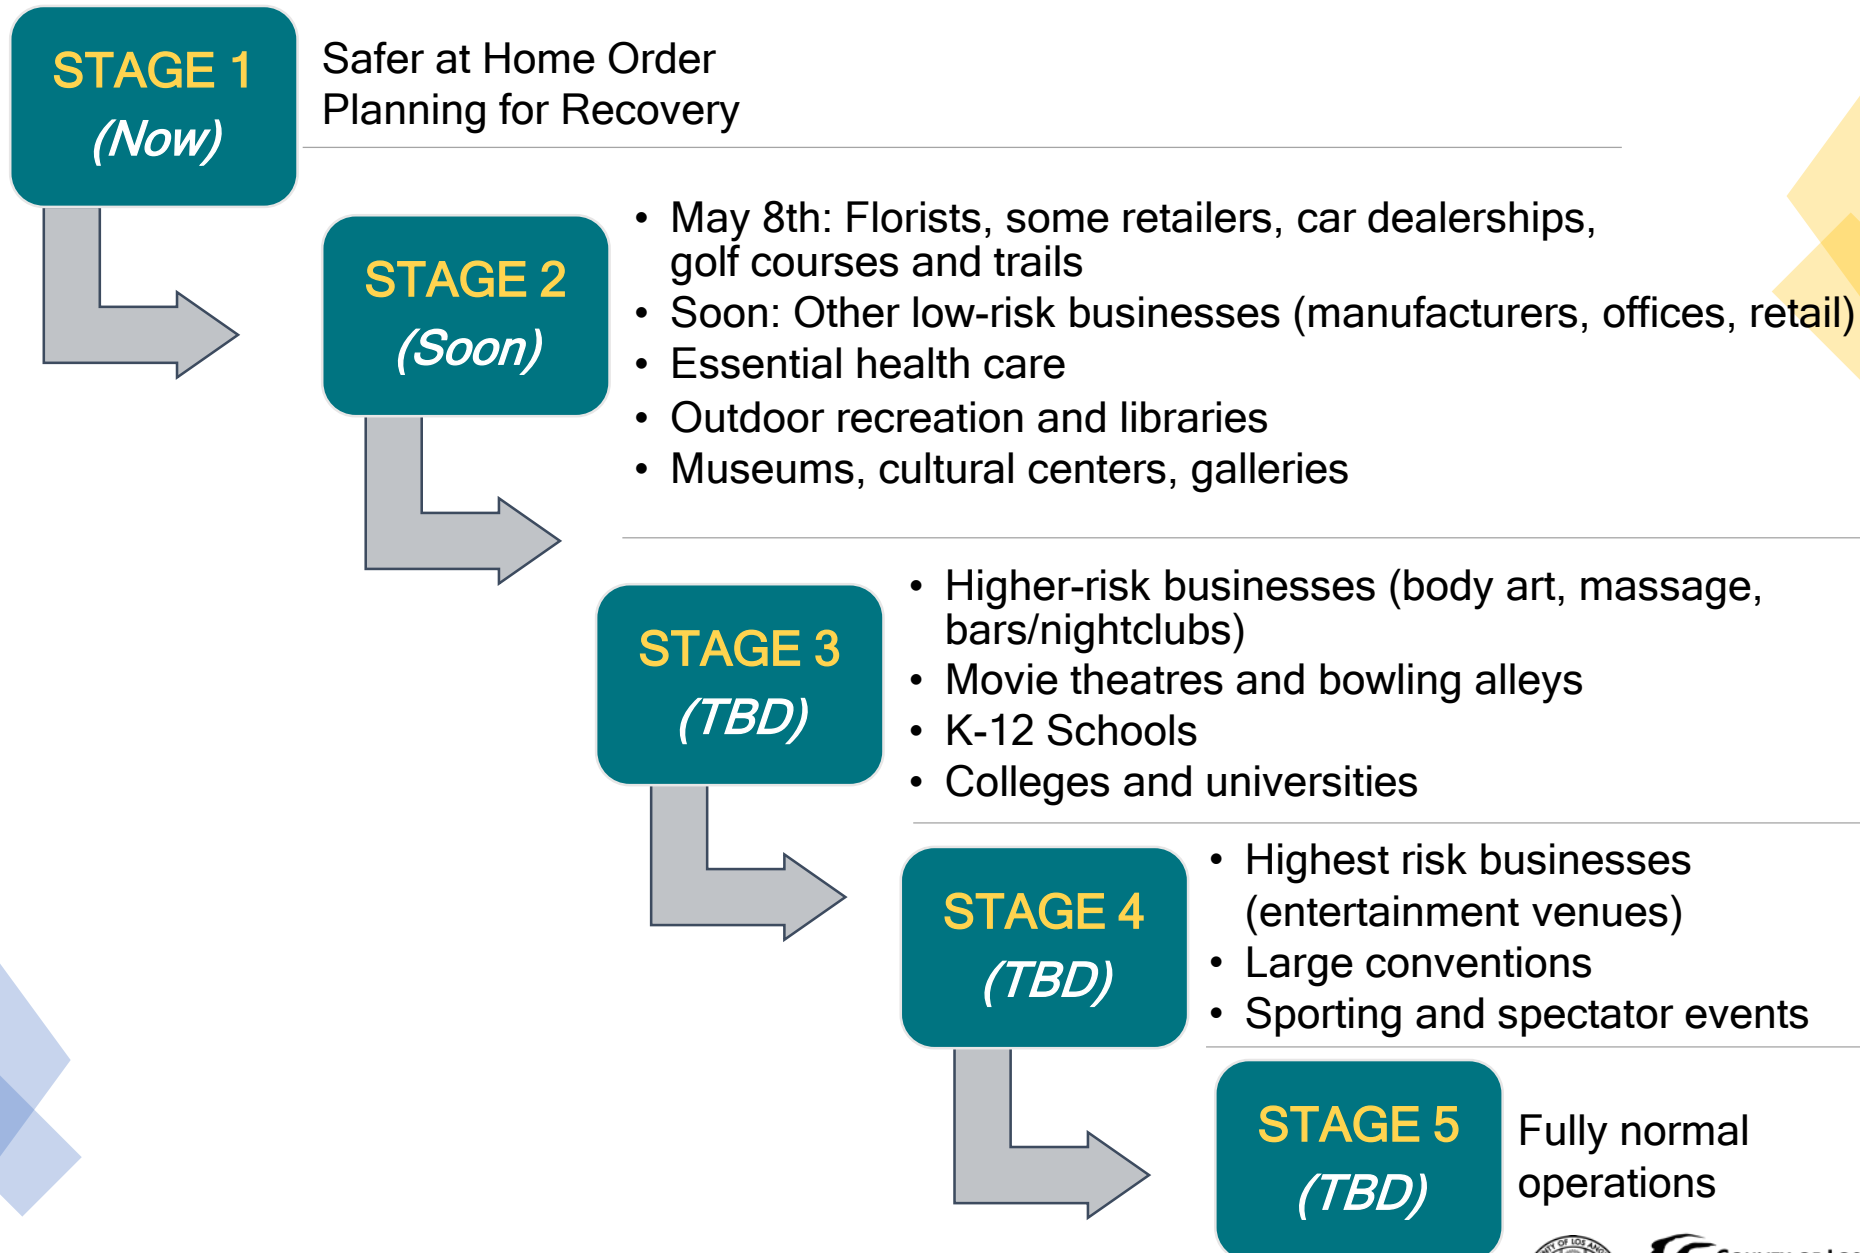 STAGE 1
(Now)
Safer at Home Order
Planning for Recovery
STAGE 2
(Soon)
• May 8th: Florists, some retailers, car dealerships,
golf courses and trails
• Soon: Other low-risk businesses (manufacturers, offices, retail)
• Essential health care
• Outdoor recreation and libraries
• Museums, cultural centers, galleries
STAGE 3
(TBD)
• Higher-risk businesses (body art, massage,
bars/nightclubs)
• Movie theatres and bowling alleys
• K-12 Schools
• Colleges and universities
STAGE 4
(TBD)
• Highest risk businesses
(entertainment venues)
• Large conventions
• Sporting and spectator events
STAGE 5
(TBD)
Fully normal
operations